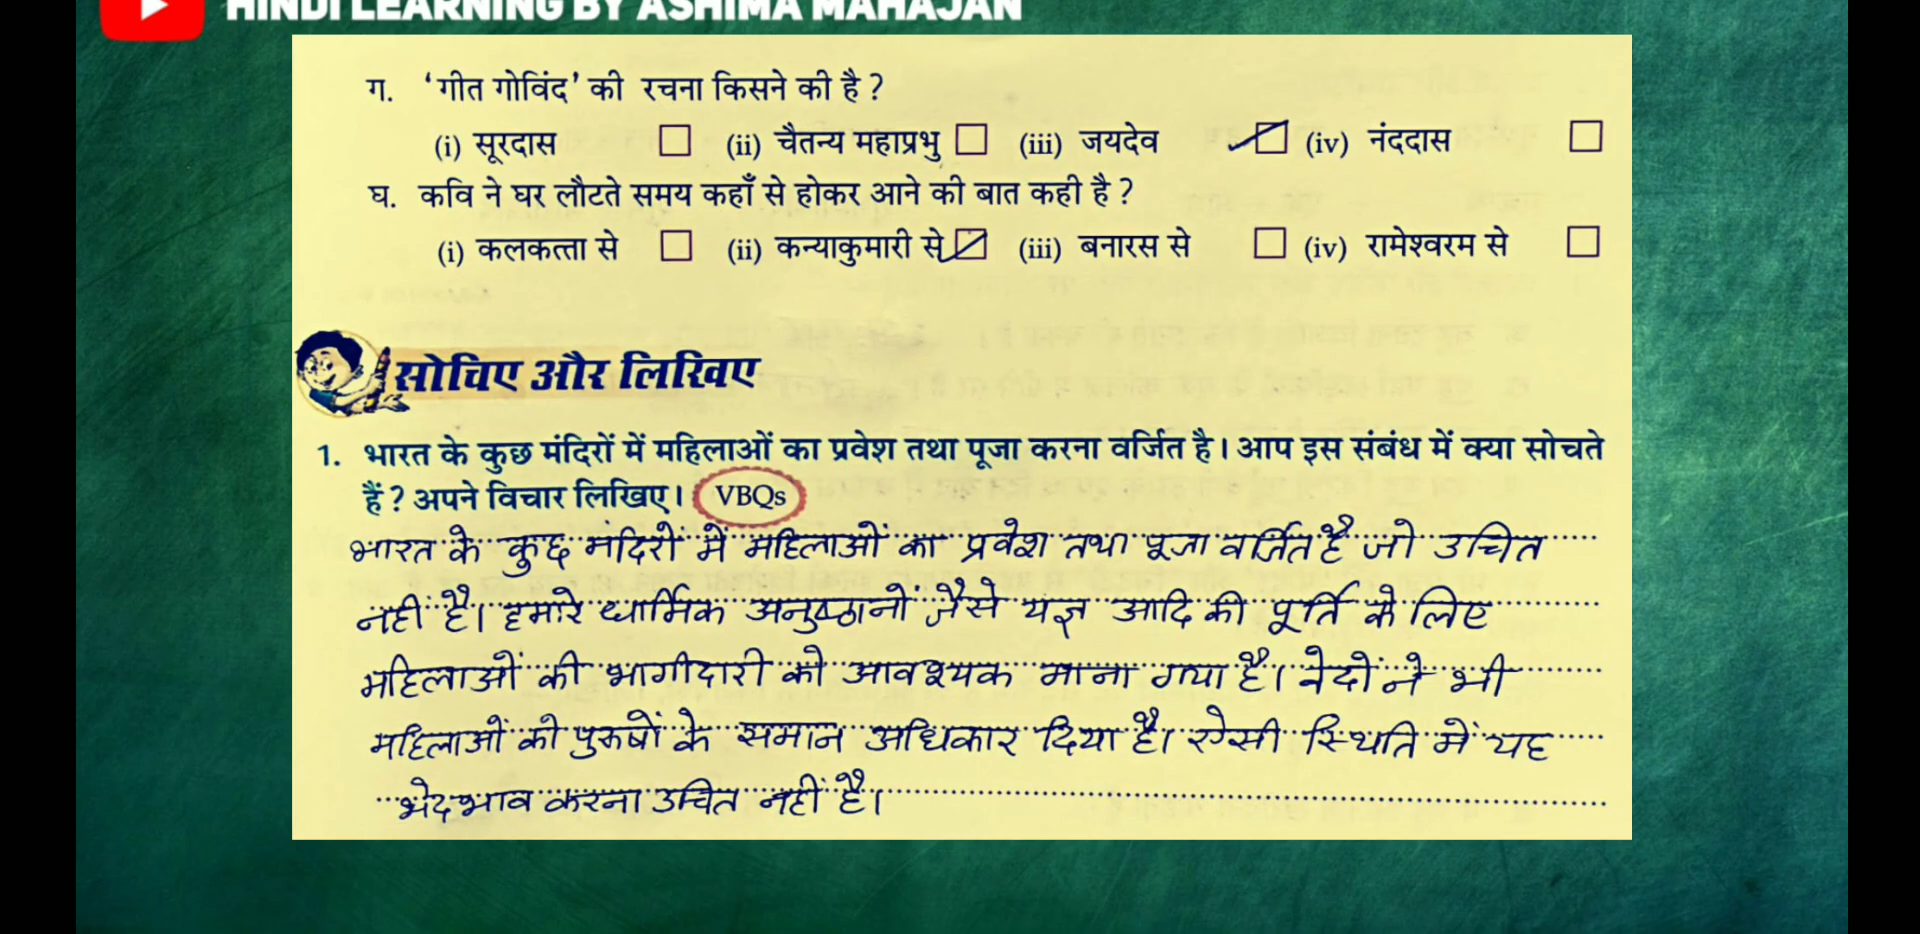 HINDI LEARNING BY ASHIMA MAHAJAN
ग. 'गीत गोविंद' की रचना किसने की है ?
(i) सूरदास (ii) चैतन्य महाप्रभु (iii) जयदेव (iv) नंददास
घ. कवि ने घर लौटते समय कहाँ से होकर आने की बात कही है ?
(i) कलकत्ता से (ii) कन्याकुमारी से (iii) बनारस से (iv) रामेश्वरम से
सोचिए और लिखिए
1. भारत के कुछ मंदिरों में महिलाओं का प्रवेश तथा पूजा करना वर्जित है। आप इस संबंध में क्या सोचते
हैं ? अपने विचार लिखिए। VBQs
भारत के कुछ मंदिरों में महिलाओं का प्रवेश तथा पूजा वर्जित है जो उचित
नहीं है। हमारे धार्मिक अनुष्ठानों जैसे यज्ञ आदि की पूर्ति के लिए
महिलाओं की भागीदारी को आवश्यक माना गया है। वेदों ने भी
महिलाओं को पुरूषों के समान अधिकार दिया है। ऐसी स्थिति में यह
भेदभाव करना उचित नहीं है।